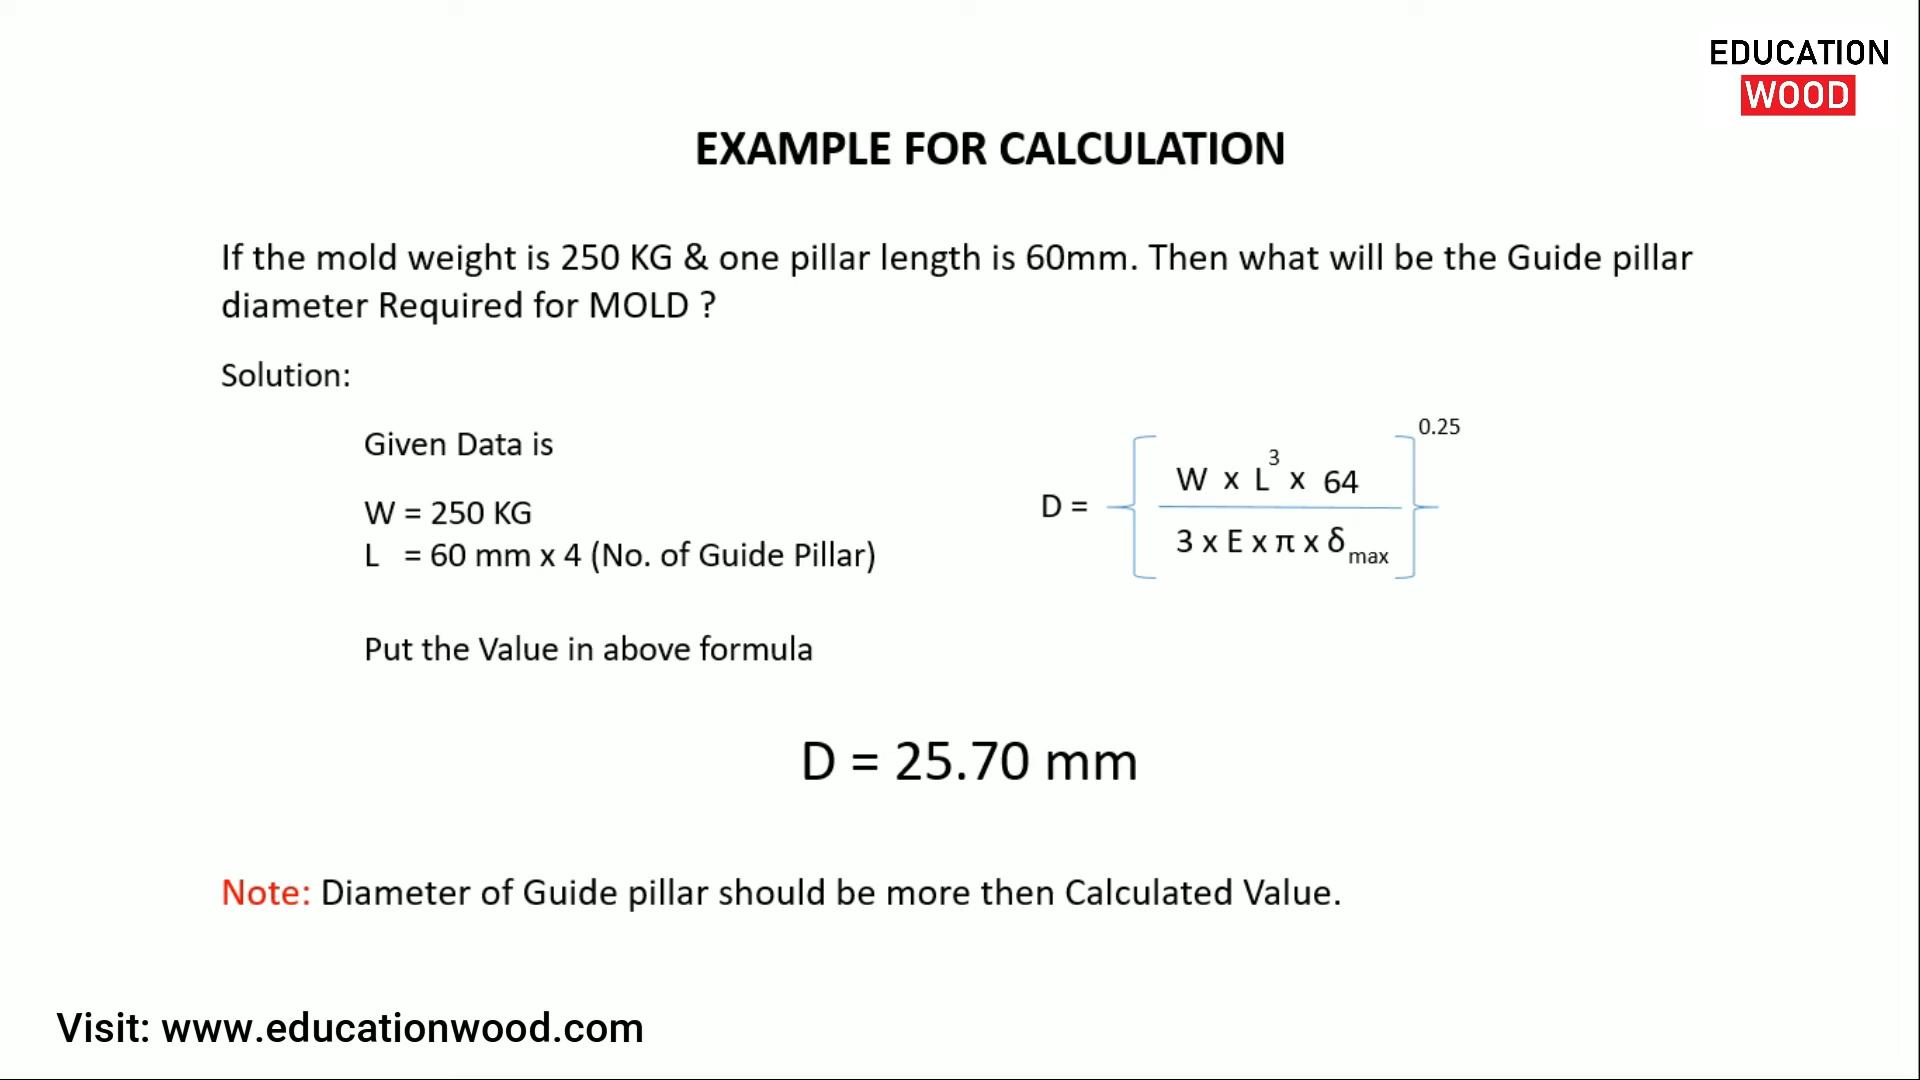 EDUCATION
WOOD
EXAMPLE FOR CALCULATION
If the mold weight is 250 KG & one pillar length is 60mm. Then what will be the Guide pillar
diameter Required for MOLD ?
Solution:
Given Data is
W = 250 KG
L = 60 mm x 4 (No. of Guide Pillar)
D = [ W x L³ x 64 / 3 x E x π x δmax ] 0.25
Put the Value in above formula
D = 25.70 mm
Note: Diameter of Guide pillar should be more then Calculated Value.
Visit: www.educationwood.com